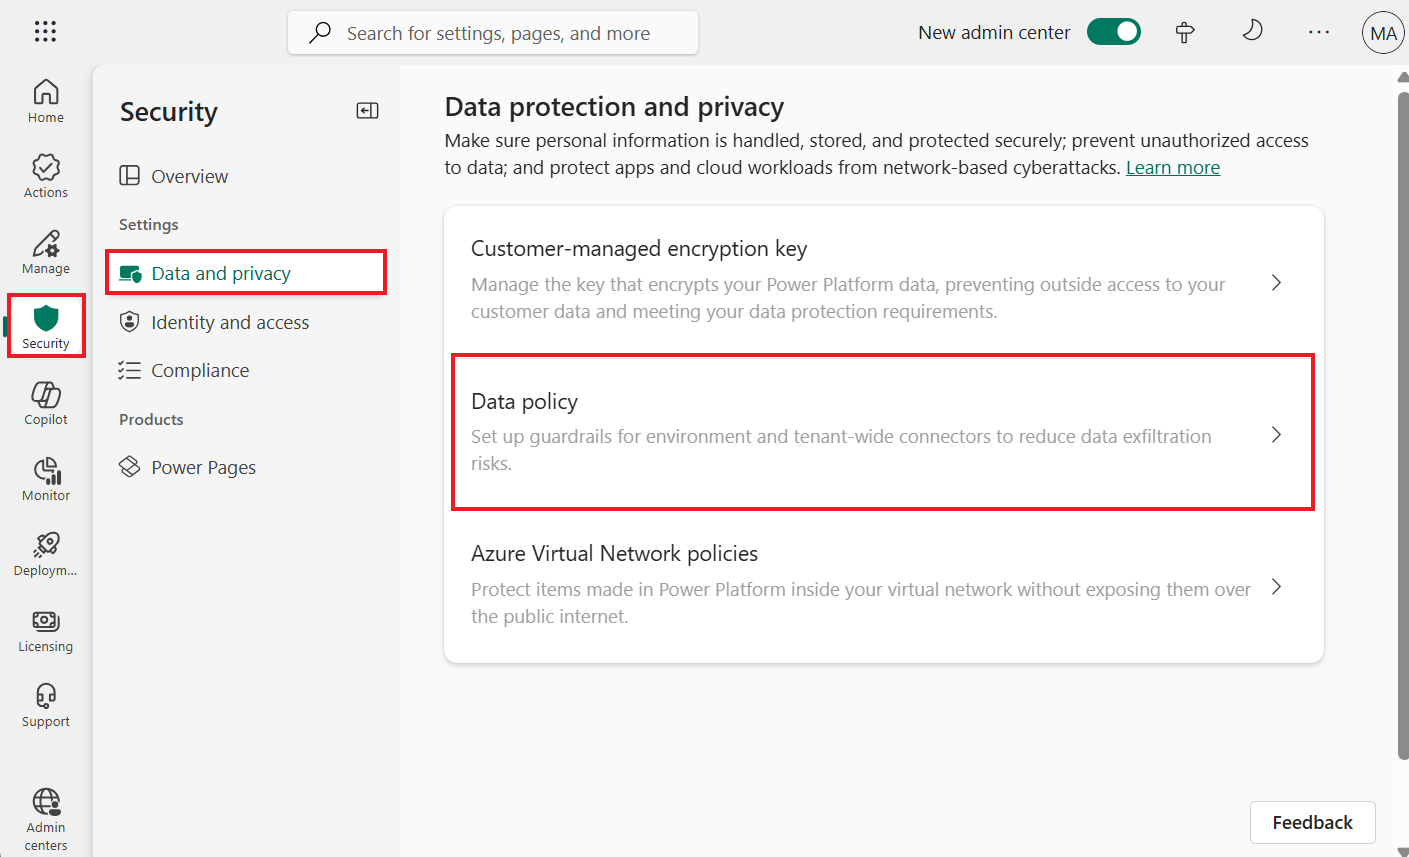 Search for settings, pages, and more
New admin center
MA
Home
Actions
Manage
Security
Copilot
Monitor
Deploym...
Licensing
Support
Admin
centers
Security
Overview
Settings
Data and privacy
Identity and access
Compliance
Products
Power Pages
Data protection and privacy
Make sure personal information is handled, stored, and protected securely; prevent unauthorized access
to data; and protect apps and cloud workloads from network-based cyberattacks. Learn more
Customer-managed encryption key
Manage the key that encrypts your Power Platform data, preventing outside access to your
customer data and meeting your data protection requirements.
Data policy
Set up guardrails for environment and tenant-wide connectors to reduce data exfiltration
risks.
Azure Virtual Network policies
Protect items made in Power Platform inside your virtual network without exposing them over
the public internet.
Feedback